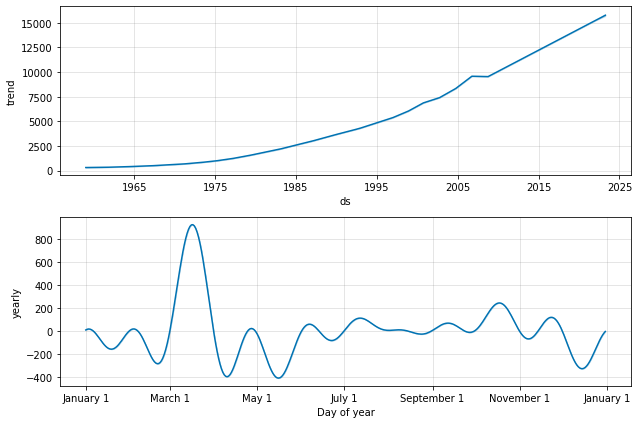 15000
12500
10000
7500
5000
2500
0
trend
1965 1975 1985 1995 2005 2015 2025
ds
800
600
400
200
0
−200
−400
yearly
January 1 March 1 May 1 July 1 September 1 November 1 January 1
Day of year